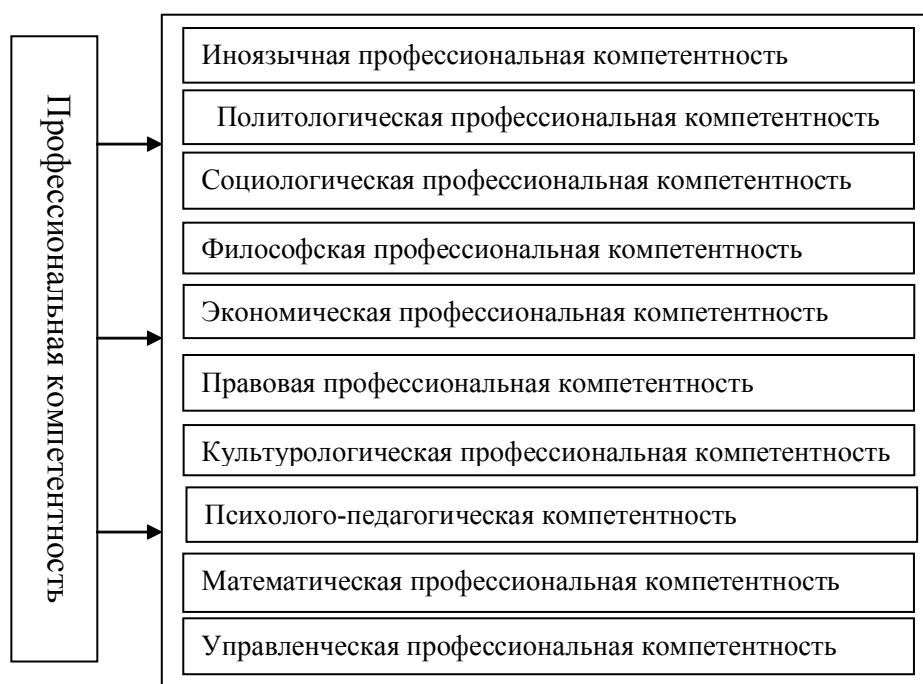 Профессиональная компетентность
Иноязычная профессиональная компетентность
Политологическая профессиональная компетентность
Социологическая профессиональная компетентность
Философская профессиональная компетентность
Экономическая профессиональная компетентность
Правовая профессиональная компетентность
Культурологическая профессиональная компетентность
Психолого-педагогическая компетентность
Математическая профессиональная компетентность
Управленческая профессиональная компетентность